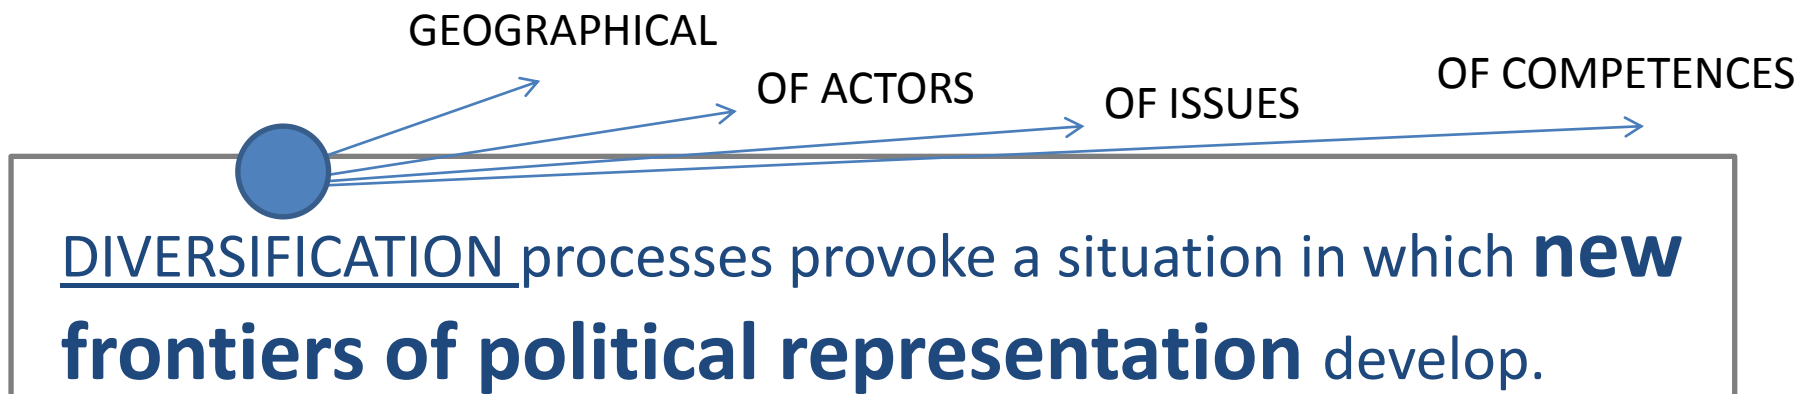 GEOGRAPHICAL
OF ACTORS
OF ISSUES
OF COMPETENCES
DIVERSIFICATION processes provoke a situation in which new
frontiers of political representation develop.